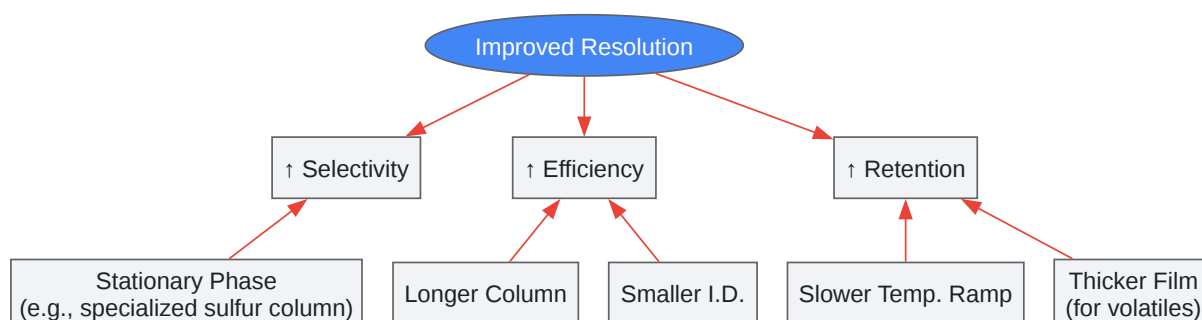 Improved Resolution
↑ Selectivity
↑ Efficiency
↑ Retention
Stationary Phase
(e.g., specialized sulfur column)
Longer Column
Smaller I.D.
Slower Temp. Ramp
Thicker Film
(for volatiles)